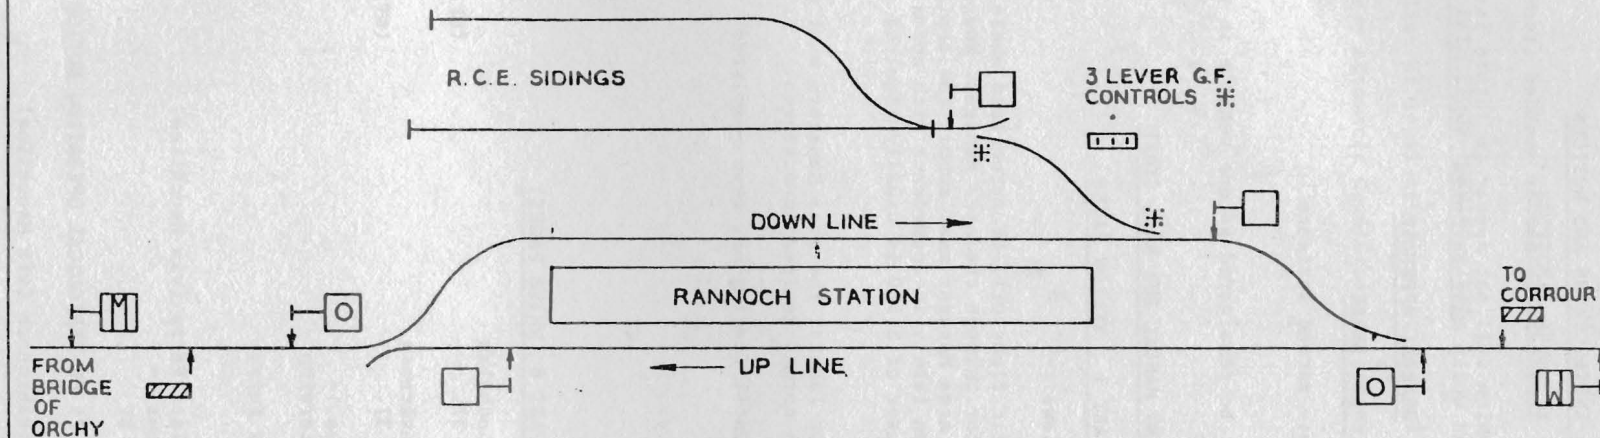 R.C.E. SIDINGS
3 LEVER G.F.
CONTROLS
DOWN LINE
RANNOCH STATION
TO
CORROUR
FROM
BRIDGE
OF
ORCHY
UP LINE